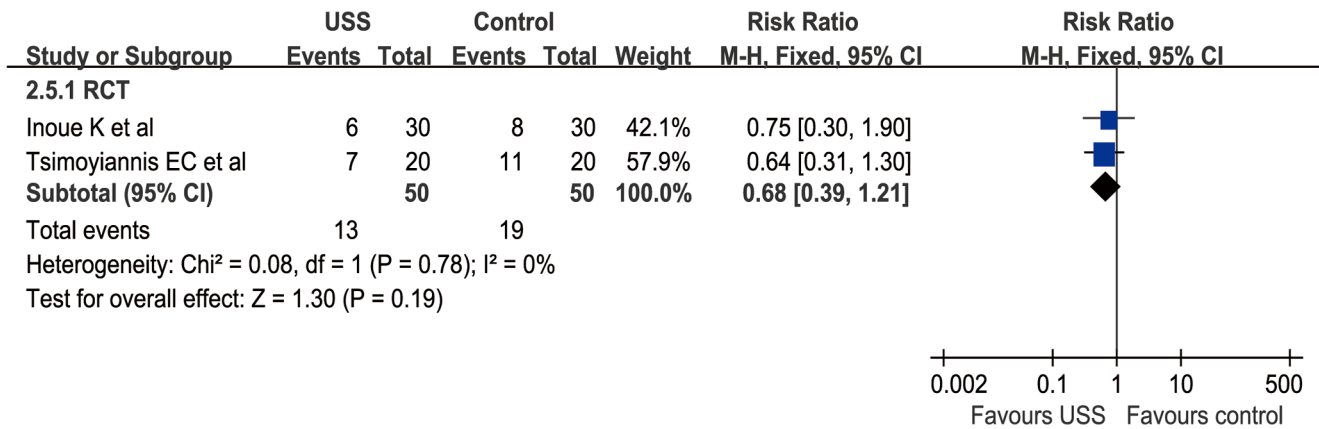 USS Control Risk Ratio Risk Ratio
Study or Subgroup Events Total Events Total Weight M-H, Fixed, 95% CI M-H, Fixed, 95% CI
2.5.1 RCT
Inoue K et al 6 30 8 30 42.1% 0.75 [0.30, 1.90]
Tsimoyiannis EC et al 7 20 11 20 57.9% 0.64 [0.31, 1.30]
Subtotal (95% CI) 50 50 100.0% 0.68 [0.39, 1.21]
Total events 13 19
Heterogeneity: Chi² = 0.08, df = 1 (P = 0.78); I² = 0%
Test for overall effect: Z = 1.30 (P = 0.19)
0.002 0.1 1 10 500
Favours USS Favours control